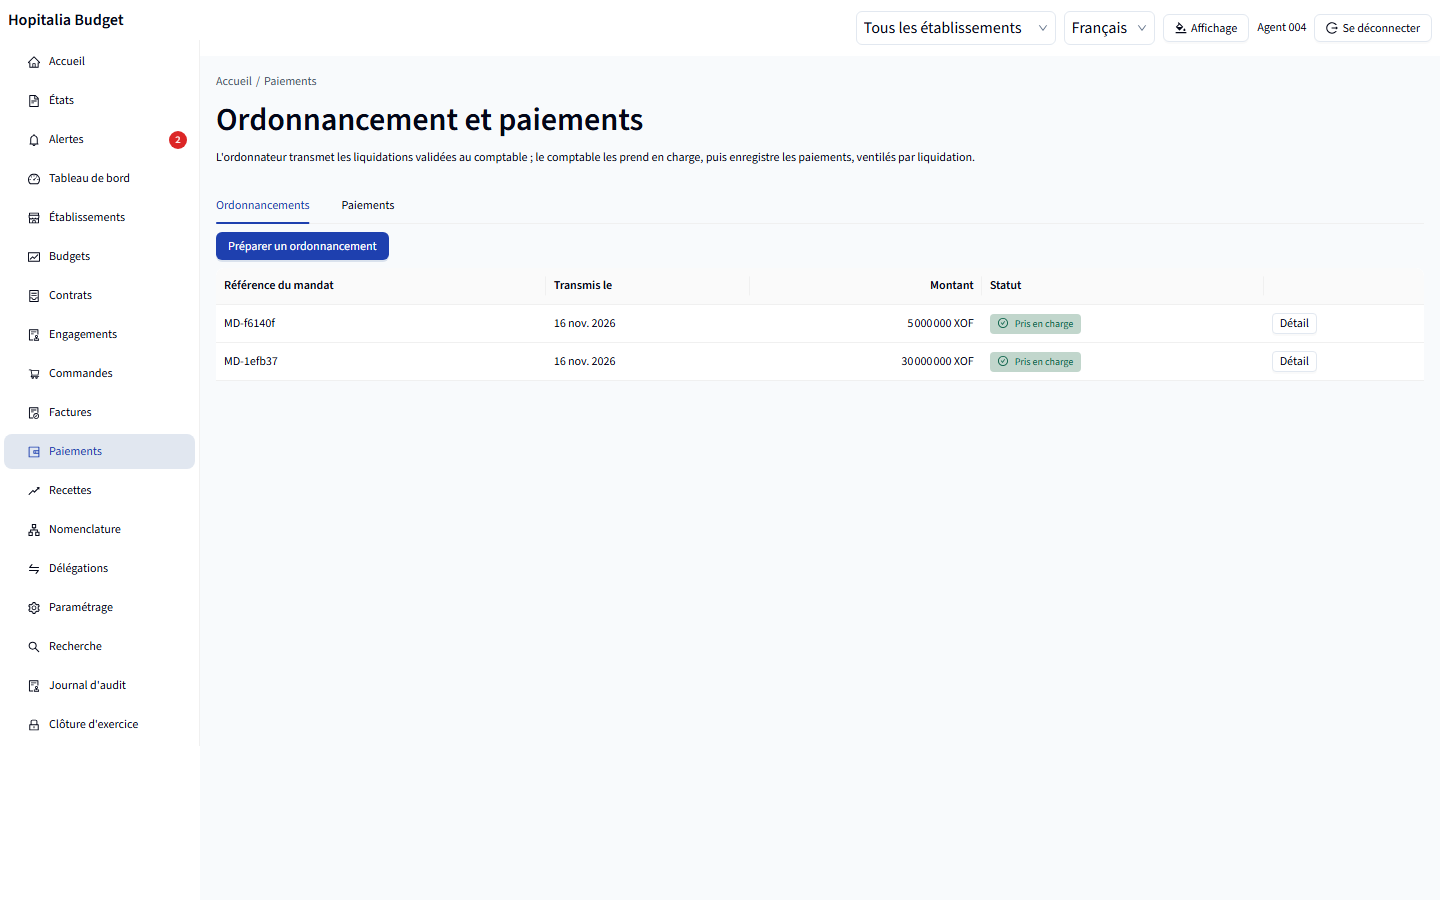 Hopitalia Budget
Tous les établissements
Français
Affichage
Agent 004
Se déconnecter
Accueil
États
Alertes
2
Tableau de bord
Établissements
Budgets
Contrats
Engagements
Commandes
Factures
Paiements
Recettes
Nomenclature
Délégations
Paramétrage
Recherche
Journal d'audit
Clôture d'exercice
Accueil / Paiements
Ordonnancement et paiements
L'ordonnateur transmet les liquidations validées au comptable ; le comptable les prend en charge, puis enregistre les paiements, ventilés par liquidation.
Ordonnancements Paiements
Préparer un ordonnancement
Référence du mandat Transmis le Montant Statut
MD-f6140f 16 nov. 2026 5 000 000 XOF Pris en charge Détail
MD-1efb37 16 nov. 2026 30 000 000 XOF Pris en charge Détail